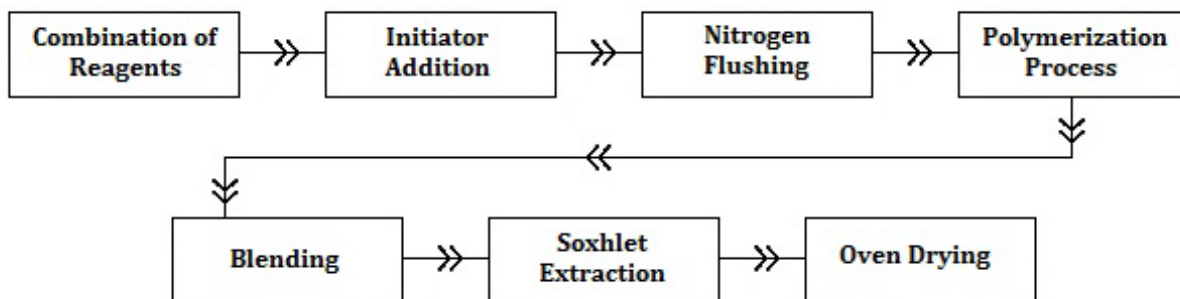 Combination of
Reagents
Initiator
Addition
Nitrogen
Flushing
Polymerization
Process
Blending
Soxhlet
Extraction
Oven Drying